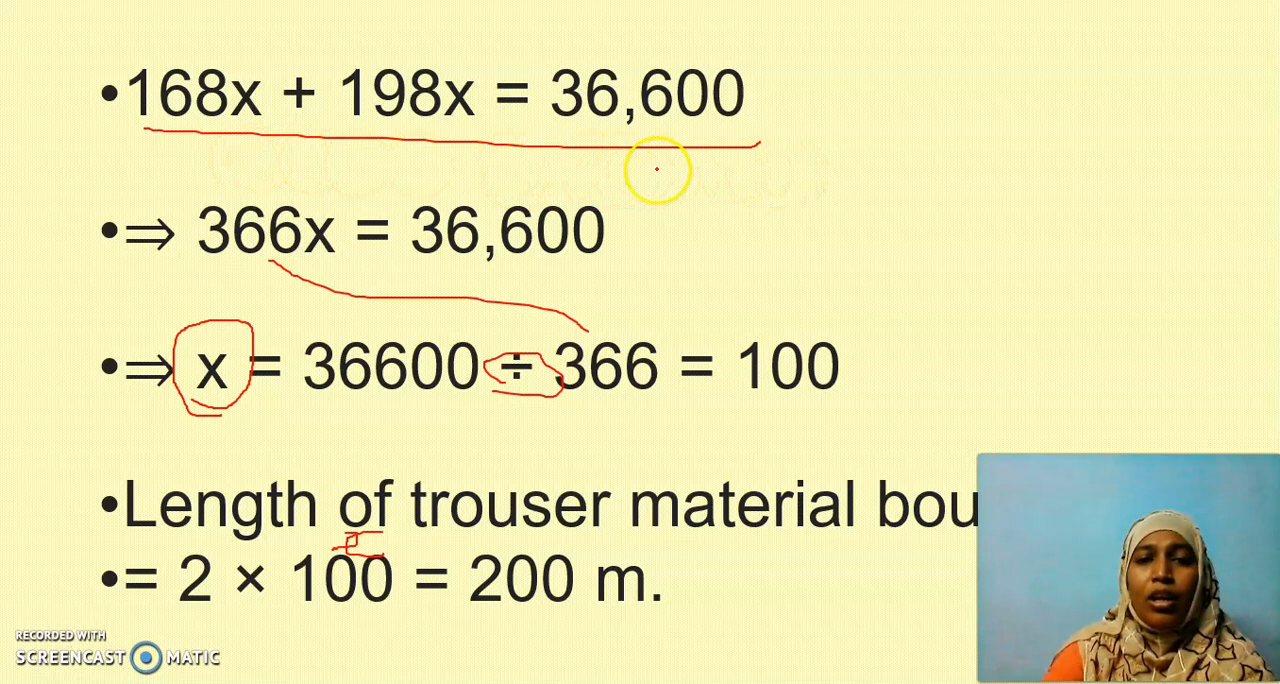 •168x + 198x = 36,600
•⇒ 366x = 36,600
•⇒ x = 36600 ÷ 366 = 100
•Length of trouser material bou
•= 2 × 100 = 200 m.
RECORDED WITH
SCREENCAST MATIC